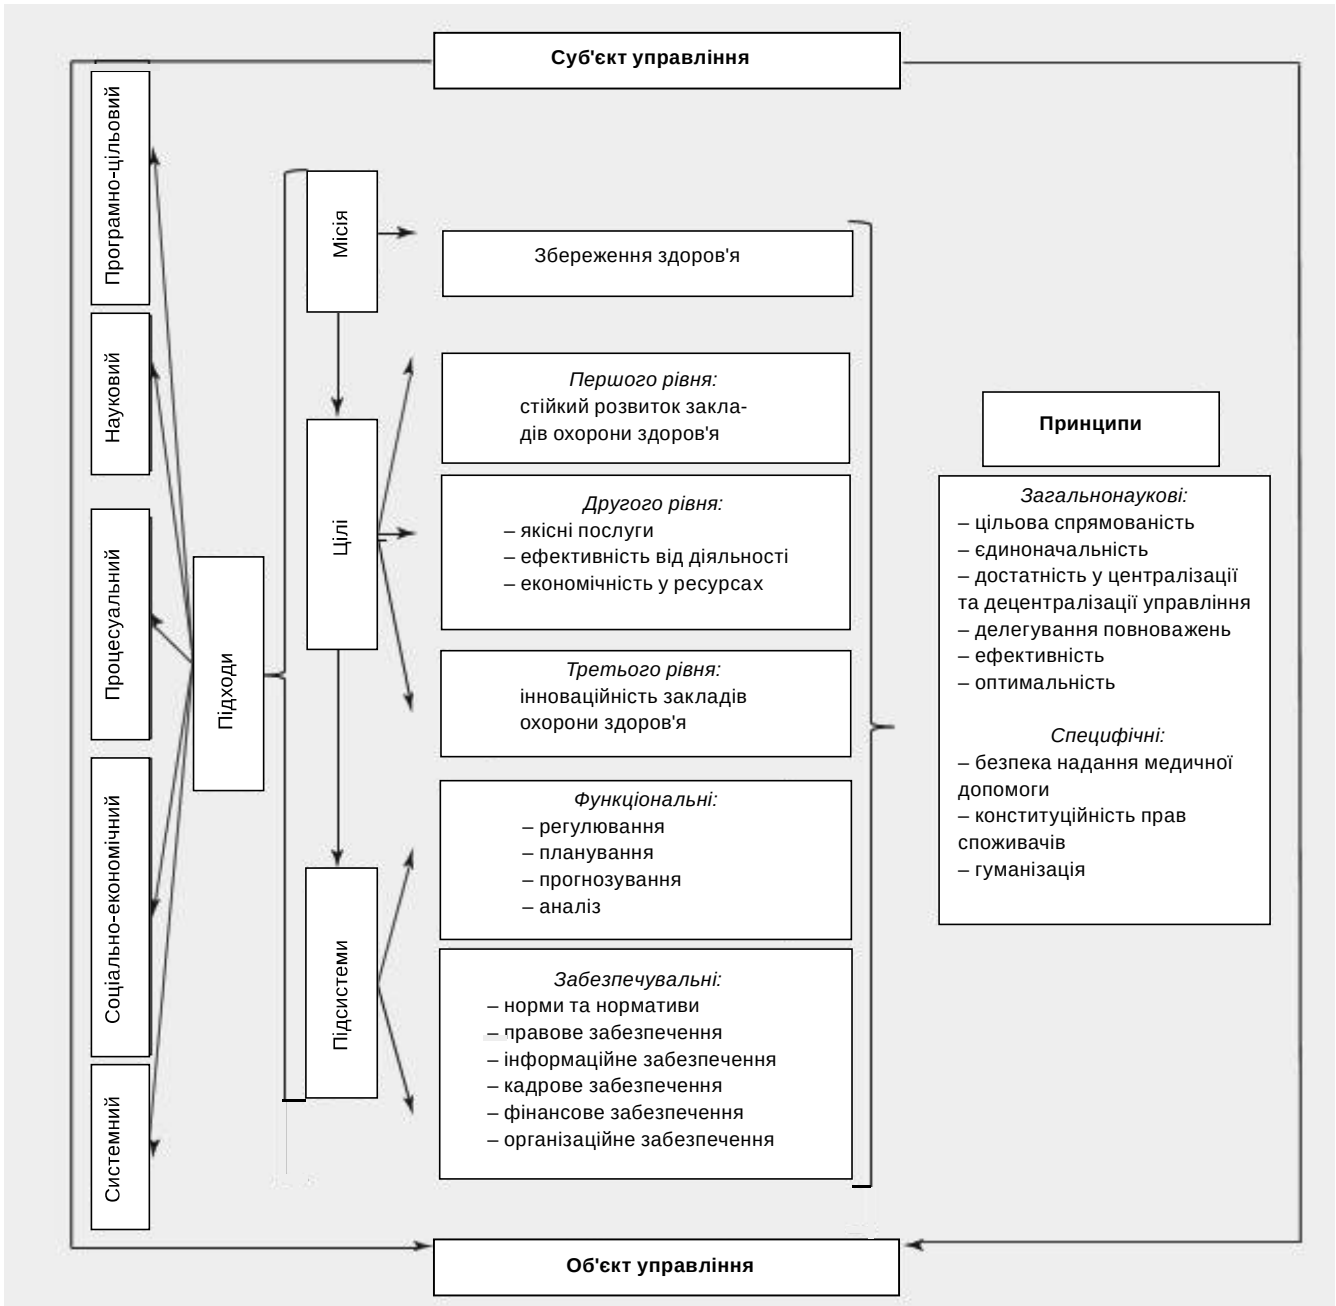 Суб'єкт управління
Програмно-цільовий
Науковий
Процесуальний
Соціально-економічний
Системний
Підходи
Місія
Цілі
Підсистеми
Збереження здоров'я
Першого рівня:
стійкий розвиток закла-
дів охорони здоров'я
Другого рівня:
– якісні послуги
– ефективність від діяльності
– економічність у ресурсах
Третього рівня:
інноваційність закладів
охорони здоров'я
Функціональні:
– регулювання
– планування
– прогнозування
– аналіз
Забезпечувальні:
– норми та нормативи
– правове забезпечення
– інформаційне забезпечення
– кадрове забезпечення
– фінансове забезпечення
– організаційне забезпечення
Принципи
Загальнонаукові:
– цільова спрямованість
– єдиноначальність
– достатність у централізації
та децентралізації управління
– делегування повноважень
– ефективність
– оптимальність
Специфічні:
– безпека надання медичної
допомоги
– конституційність прав
споживачів
– гуманізація
Об'єкт управління